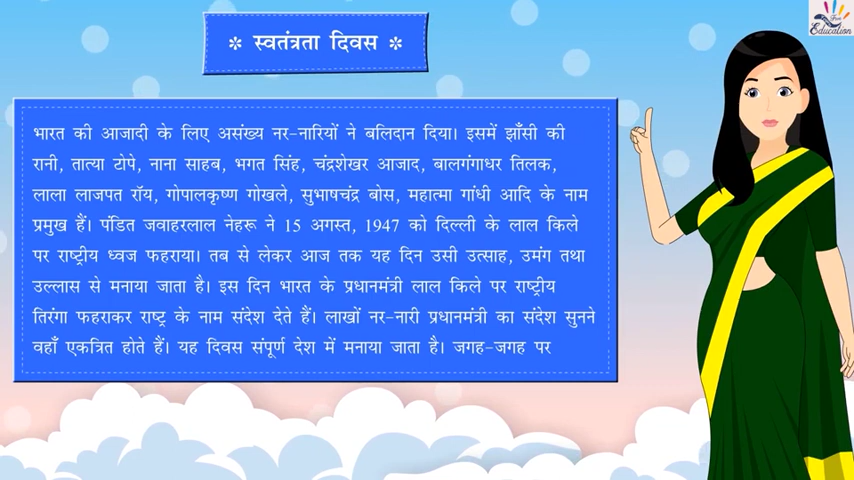 Free
Education
* स्वतंत्रता दिवस *
भारत की आजादी के लिए असंख्य नर-नारियों ने बलिदान दिया। इसमें झाँसी की
रानी, तात्या टोपे, नाना साहब, भगत सिंह, चंद्रशेखर आजाद, बालगंगाधर तिलक,
लाला लाजपत रॉय, गोपालकृष्ण गोखले, सुभाषचंद्र बोस, महात्मा गांधी आदि के नाम
प्रमुख हैं। पंडित जवाहरलाल नेहरू ने 15 अगस्त, 1947 को दिल्ली के लाल किले
पर राष्ट्रीय ध्वज फहराया। तब से लेकर आज तक यह दिन उसी उत्साह, उमंग तथा
उल्लास से मनाया जाता है। इस दिन भारत के प्रधानमंत्री लाल किले पर राष्ट्रीय
तिरंगा फहराकर राष्ट्र के नाम संदेश देते हैं। लाखों नर-नारी प्रधानमंत्री का संदेश सुनने
वहाँ एकत्रित होते हैं। यह दिवस संपूर्ण देश में मनाया जाता है। जगह-जगह पर